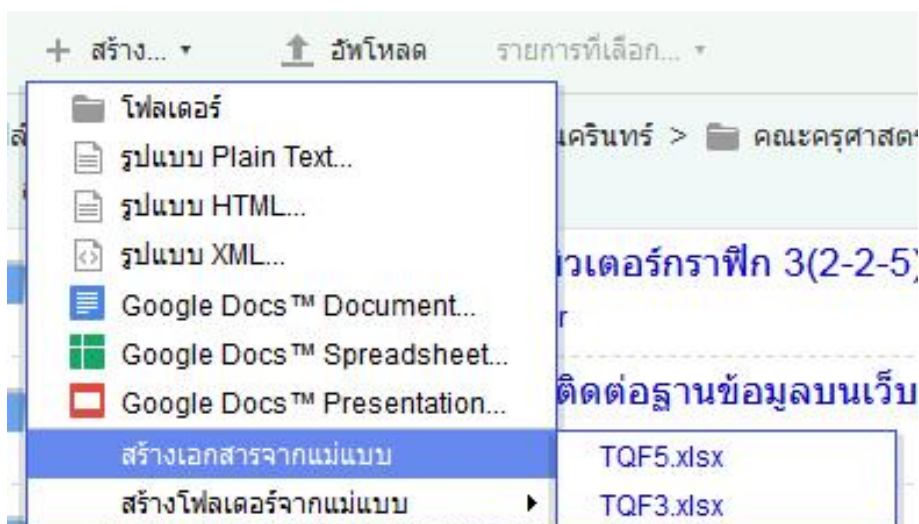 + สร้าง... อัพโหลด รายการที่เลือก...
โฟลเดอร์
นครินทร์ > คณะครุศาสตร
รูปแบบ Plain Text...
รูปแบบ HTML...
รูปแบบ XML...
วเตอร์กราฟิก 3(2-2-5)
Google Docs™ Document...
Google Docs™ Spreadsheet...
Google Docs™ Presentation...
ติดต่อฐานข้อมูลบนเว็บ
สร้างเอกสารจากแม่แบบ
TQF5.xlsx
สร้างโฟลเดอร์จากแม่แบบ
TQF3.xlsx